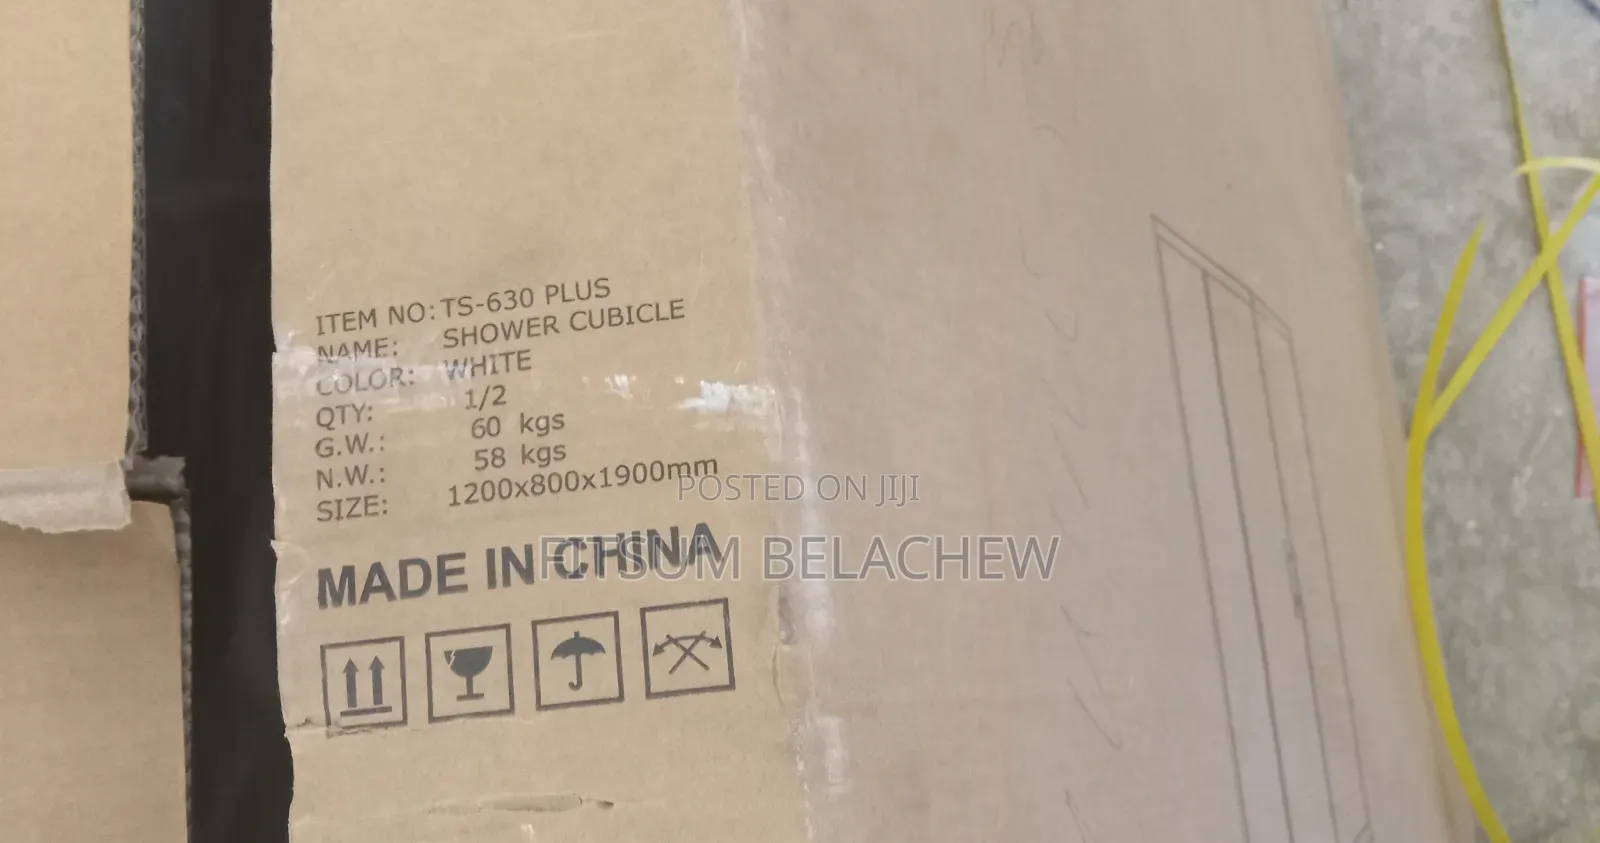 ITEM NO: TS-630 PLUS
NAME: SHOWER CUBICLE
COLOR: WHITE
QTY: 1/2
G.W.: 60 kgs
N.W.: 58 kgs
SIZE: 1200x800x1900mm
POSTED ON JIJI
MADE IN CHINA
BELACHEW